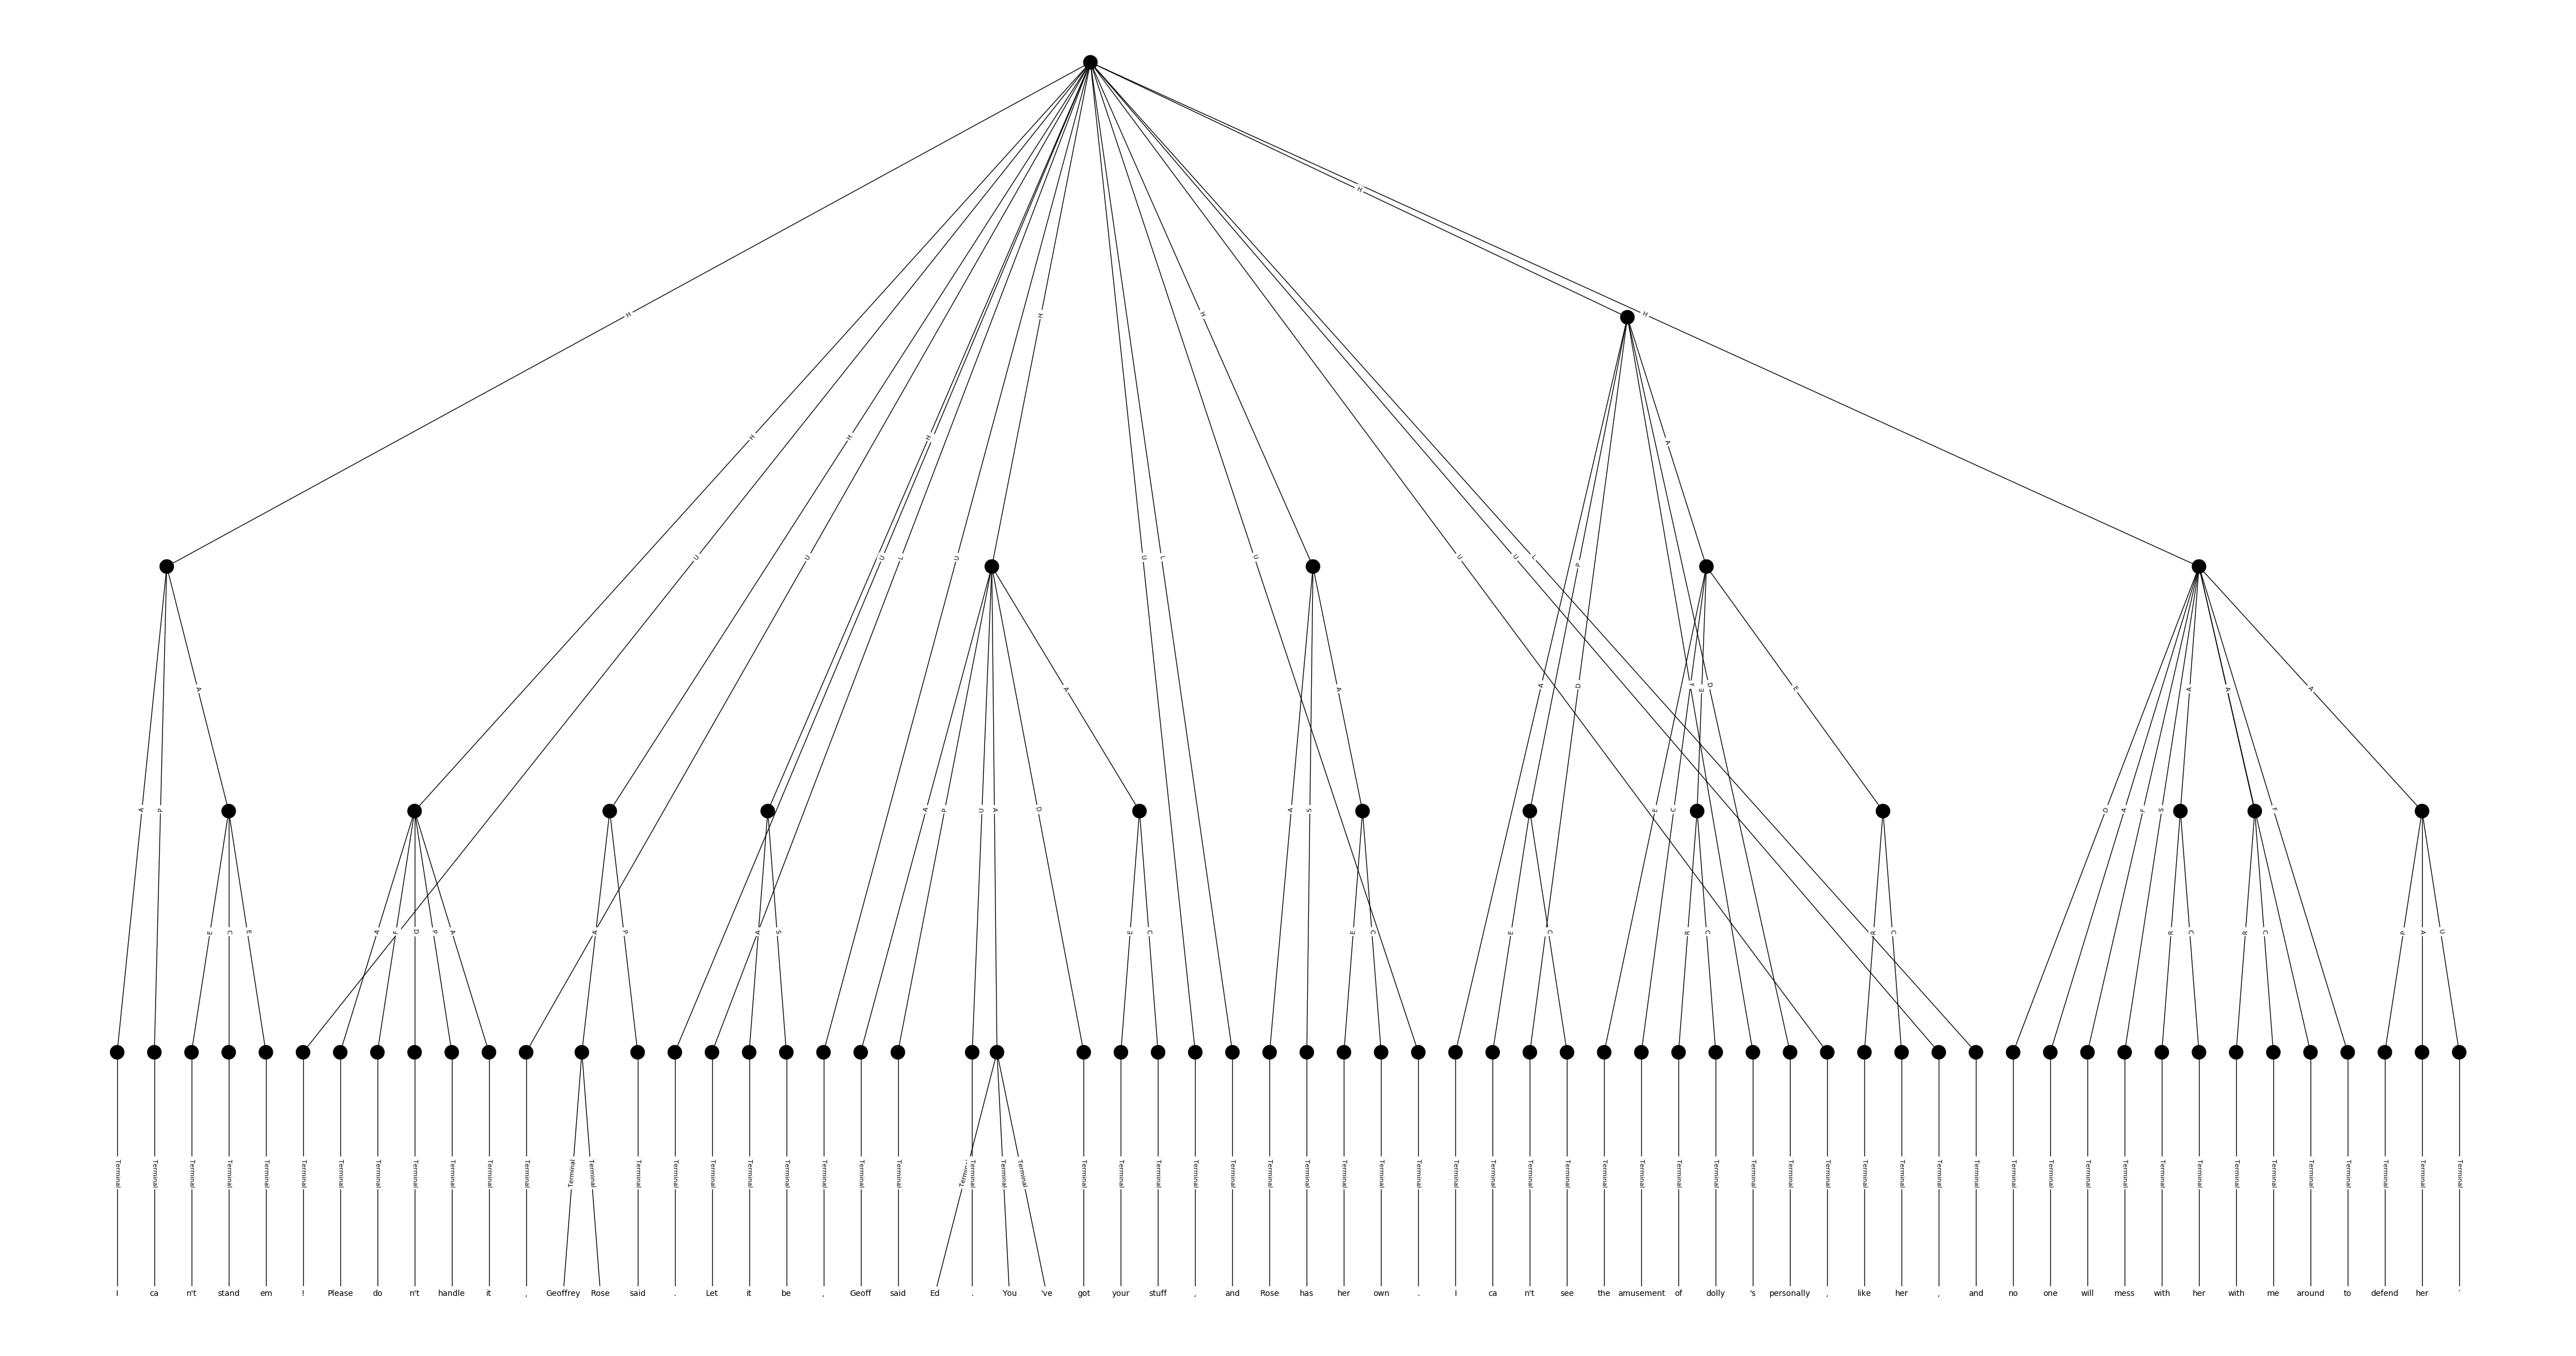 H
H H
H H H H A
U U U U L U U L U P U U L
A A F E D A E A D A A A
A P A P U A D A S E C D A F S F
E C E A F D P A A P A S E C E C E C R C R C R C R C P A U
Terminal Terminal Terminal Terminal Terminal Terminal Terminal Terminal Terminal Terminal Terminal Terminal Terminal Terminal Terminal Terminal Terminal Terminal Terminal Terminal Terminal Terminal Terminal Terminal Terminal Terminal Terminal Terminal Terminal Terminal Terminal Terminal Terminal Terminal Terminal Terminal Terminal Terminal Terminal Terminal Terminal Terminal Terminal Terminal Terminal Terminal Terminal Terminal Terminal Terminal Terminal Terminal Terminal Terminal Terminal Terminal Terminal Terminal Terminal Terminal Terminal Terminal Terminal Terminal
I ca n't stand em ! Please do n't handle it , Geoffrey Rose said . Let it be , Geoff said Ed . You 've got your stuff , and Rose has her own . I ca n't see the amusement of dolly 's personally , like her , and no one will mess with her with me around to defend her '